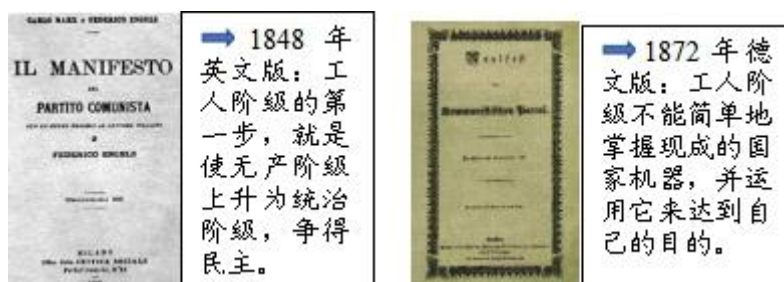 CARLO MARX e FEDERICO ENGELS
IL MANIFESTO
DEL
PARTITO COMUNISTA
FEDERICO ENGELS
MILANO
1848 年
英文版：工
人阶级的第
一步，就是
使无产阶级
上升为统治
阶级，争得
民主。
Manifest
Kommunistischen Partei.
1872 年德
文版：工人阶
级不能简单地
掌握现成的国
家机器，并运
用它来达到自
己的目的。